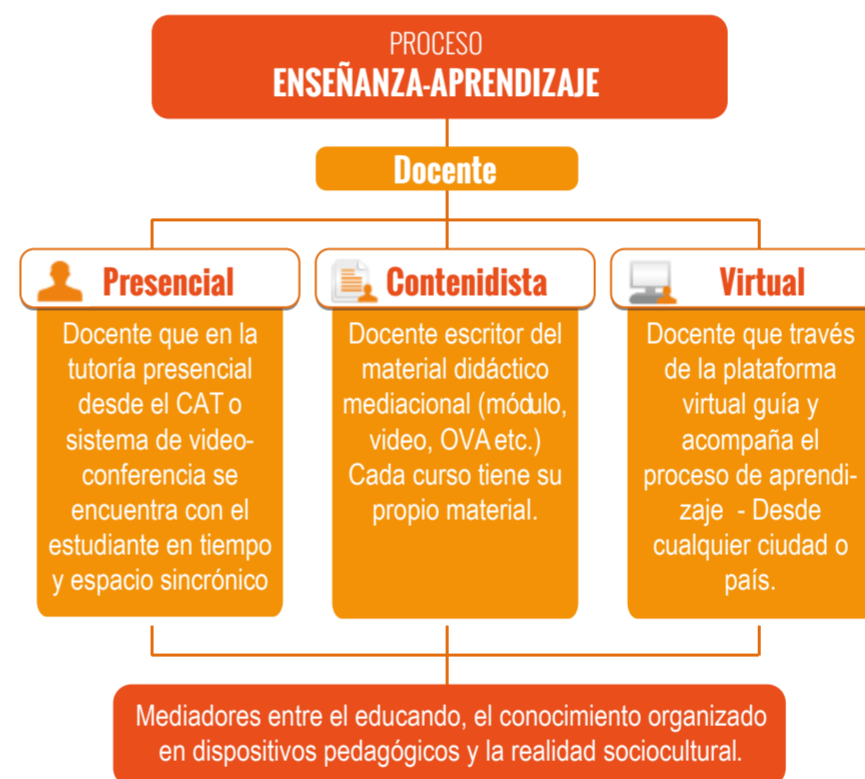 PROCESO
ENSEÑANZA-APRENDIZAJE
Docente
Presencial
Docente que en la
tutoría presencial
desde el CAT o
sistema de video-
conferencia se
encuentra con el
estudiante en tiempo
y espacio sincrónico
Contenidista
Docente escritor del
material didáctico
mediacional (módulo,
video, OVA etc.)
Cada curso tiene su
propio material.
Virtual
Docente que través
de la plataforma
virtual guía y
acompaña el
proceso de aprendi-
zaje - Desde
cualquier ciudad o
país.
Mediadores entre el educando, el conocimiento organizado
en dispositivos pedagógicos y la realidad sociocultural.